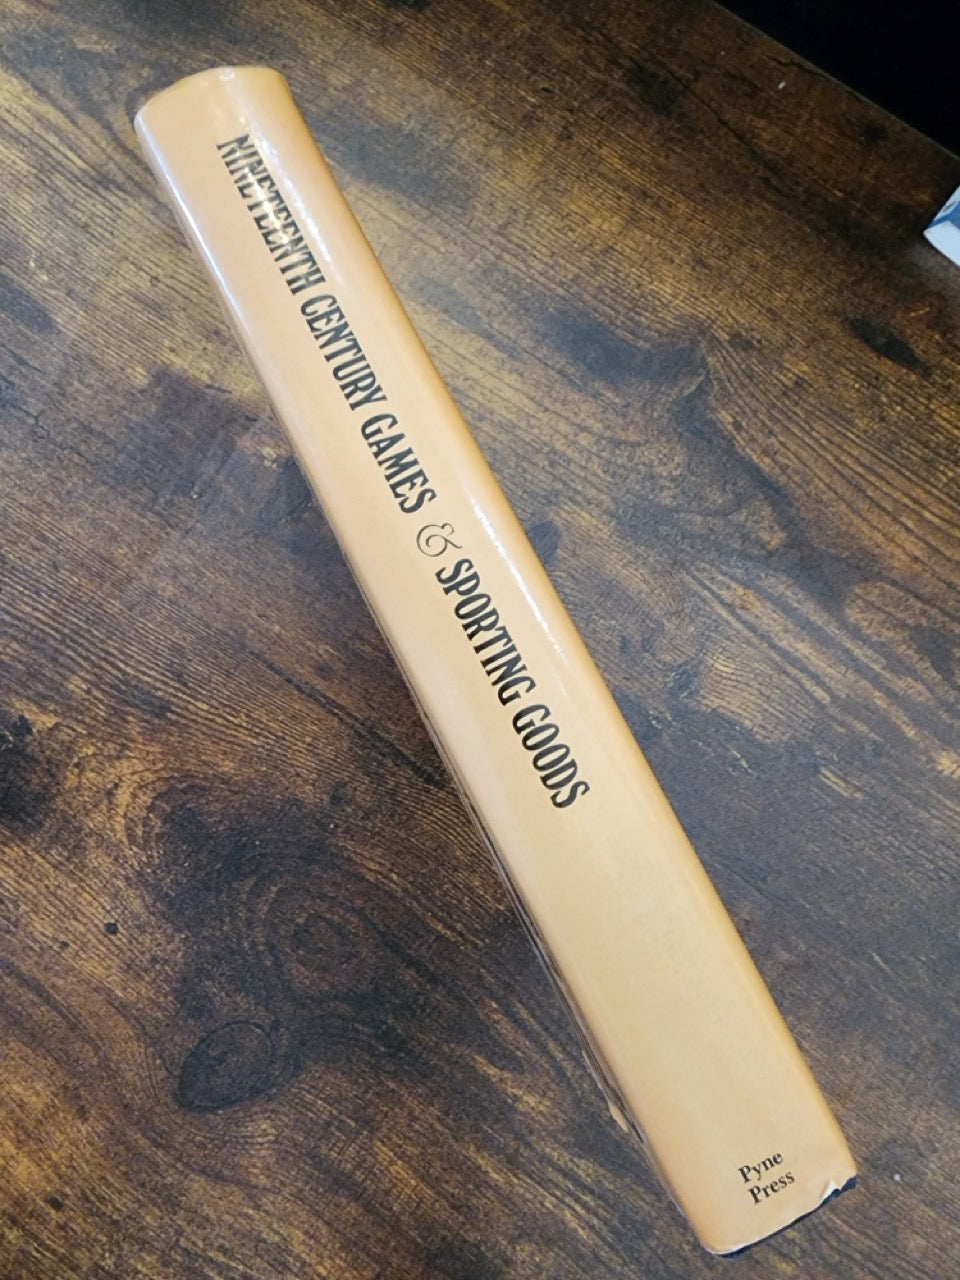 NINETEENTH CENTURY GAMES & SPORTING GOODS
Pyne
Press